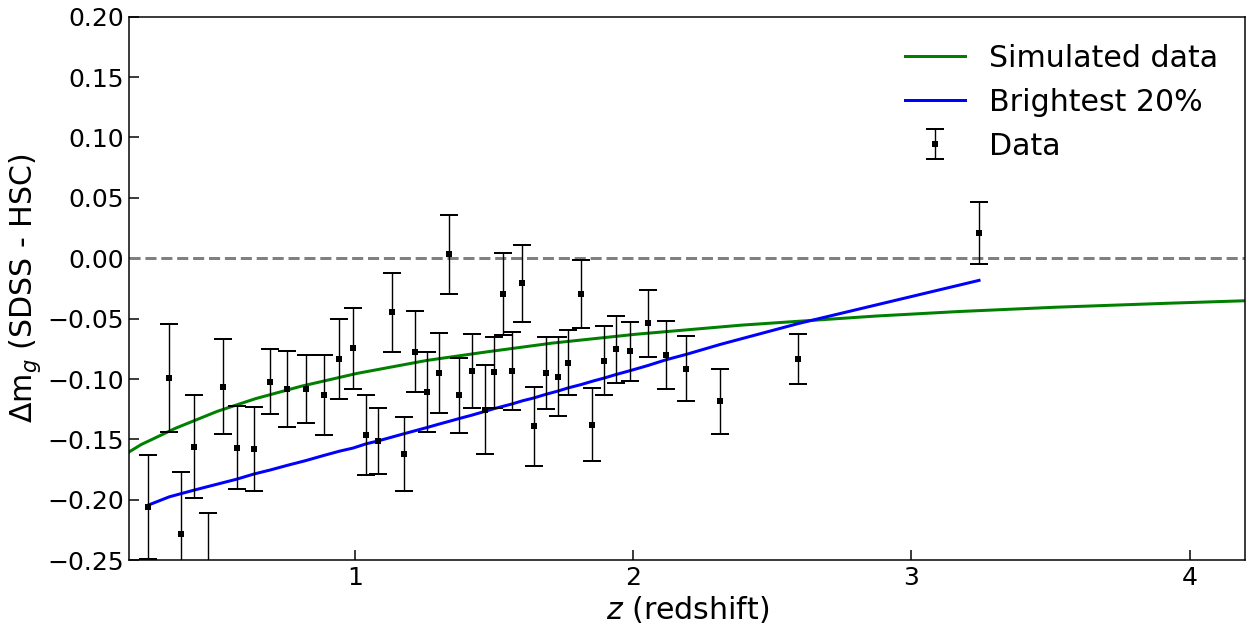 0.20
0.15
0.10
0.05
0.00
−0.05
−0.10
−0.15
−0.20
−0.25
Δm_g (SDSS - HSC)
Simulated data
Brightest 20%
Data
1 2 3 4
z (redshift)